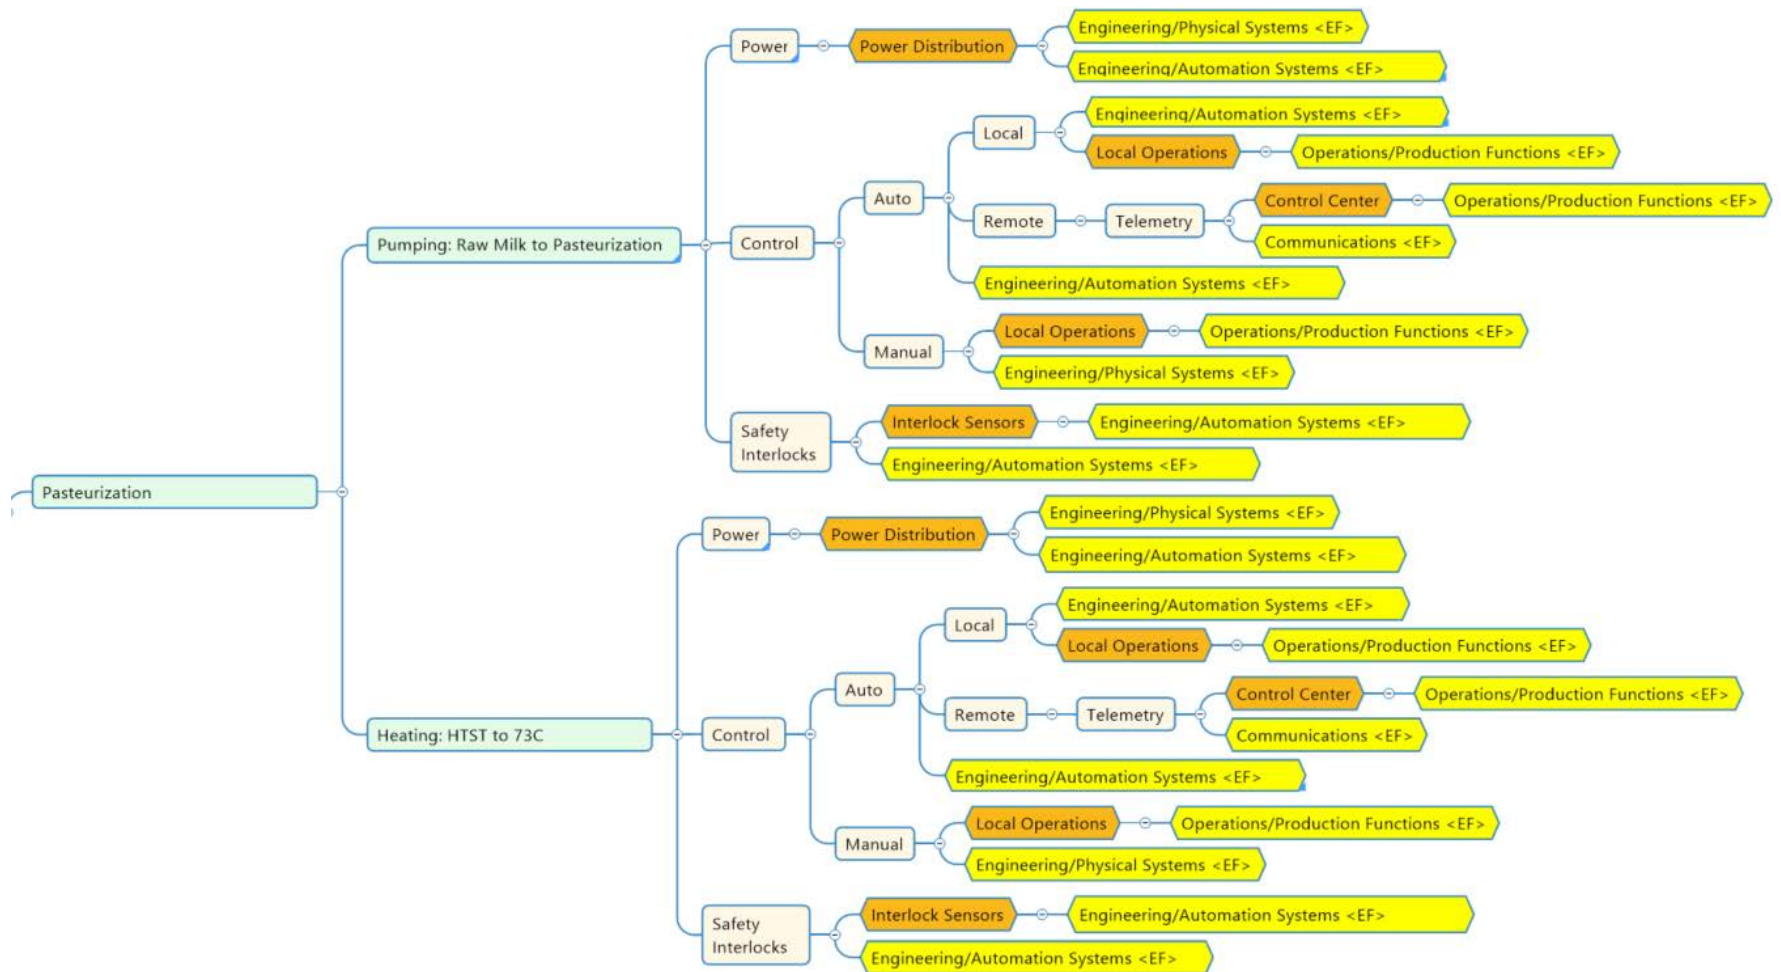 Engineering/Physical Systems <EF>
Power
Power Distribution
Engineering/Automation Systems <EF>
Engineering/Automation Systems <EF>
Local
Local Operations
Operations/Production Functions <EF>
Auto
Control Center
Operations/Production Functions <EF>
Remote
Telemetry
Pumping: Raw Milk to Pasteurization
Control
Communications <EF>
Engineering/Automation Systems <EF>
Local Operations
Operations/Production Functions <EF>
Manual
Engineering/Physical Systems <EF>
Interlock Sensors
Engineering/Automation Systems <EF>
Safety
Interlocks
Engineering/Automation Systems <EF>
Pasteurization
Engineering/Physical Systems <EF>
Power
Power Distribution
Engineering/Automation Systems <EF>
Engineering/Automation Systems <EF>
Local
Local Operations
Operations/Production Functions <EF>
Auto
Control Center
Operations/Production Functions <EF>
Remote
Telemetry
Heating: HTST to 73C
Control
Communications <EF>
Engineering/Automation Systems <EF>
Local Operations
Operations/Production Functions <EF>
Manual
Engineering/Physical Systems <EF>
Interlock Sensors
Engineering/Automation Systems <EF>
Safety
Interlocks
Engineering/Automation Systems <EF>